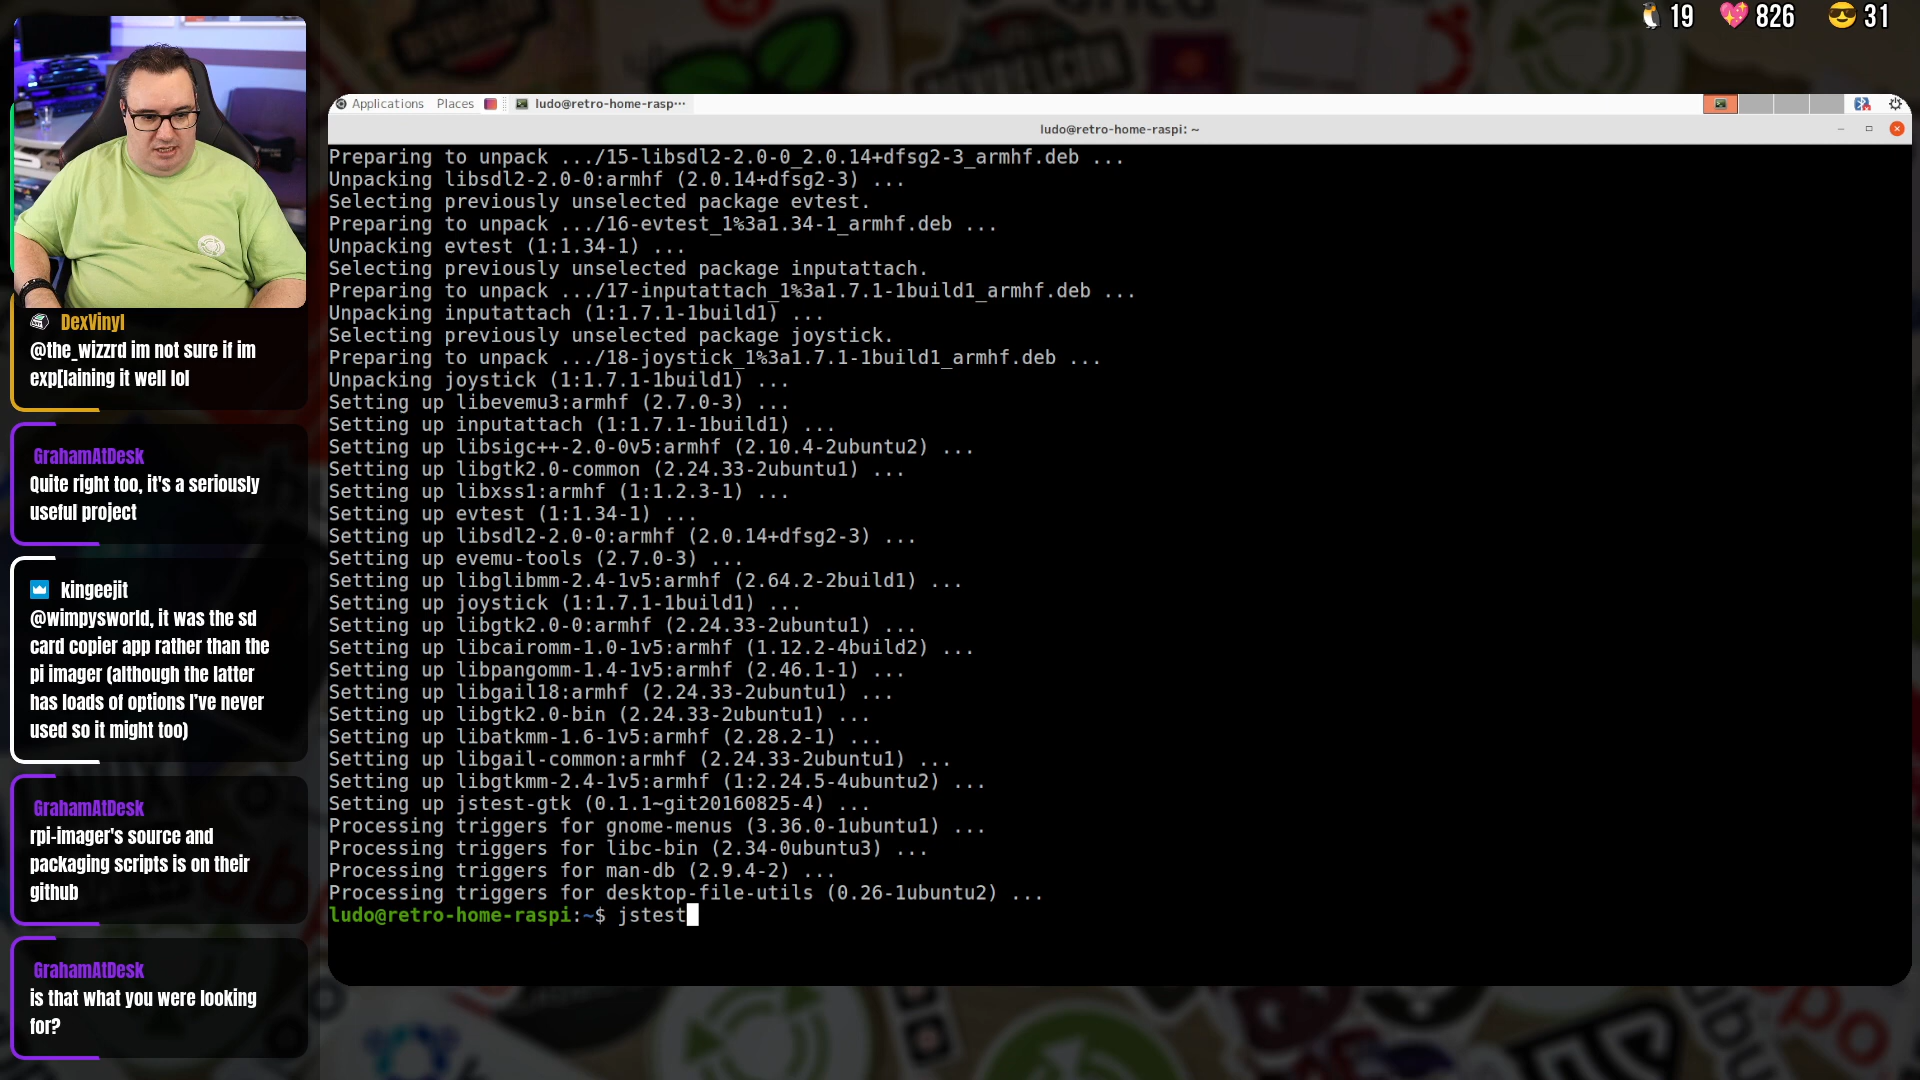 19 826 31
Applications Places ludo@retro-home-rasp…
ludo@retro-home-raspi: ~
Preparing to unpack .../15-libsdl2-2.0-0_2.0.14+dfsg2-3_armhf.deb ...
Unpacking libsdl2-2.0-0:armhf (2.0.14+dfsg2-3) ...
Selecting previously unselected package evtest.
Preparing to unpack .../16-evtest_1%3a1.34-1_armhf.deb ...
Unpacking evtest (1:1.34-1) ...
Selecting previously unselected package inputattach.
Preparing to unpack .../17-inputattach_1%3a1.7.1-1build1_armhf.deb ...
Unpacking inputattach (1:1.7.1-1build1) ...
Selecting previously unselected package joystick.
Preparing to unpack .../18-joystick_1%3a1.7.1-1build1_armhf.deb ...
Unpacking joystick (1:1.7.1-1build1) ...
Setting up libevemu3:armhf (2.7.0-3) ...
Setting up inputattach (1:1.7.1-1build1) ...
Setting up libsigc++-2.0-0v5:armhf (2.10.4-2ubuntu2) ...
Setting up libgtk2.0-common (2.24.33-2ubuntu1) ...
Setting up libxss1:armhf (1:1.2.3-1) ...
Setting up evtest (1:1.34-1) ...
Setting up libsdl2-2.0-0:armhf (2.0.14+dfsg2-3) ...
Setting up evemu-tools (2.7.0-3) ...
Setting up libglibmm-2.4-1v5:armhf (2.64.2-2build1) ...
Setting up joystick (1:1.7.1-1build1) ...
Setting up libgtk2.0-0:armhf (2.24.33-2ubuntu1) ...
Setting up libcairomm-1.0-1v5:armhf (1.12.2-4build2) ...
Setting up libpangomm-1.4-1v5:armhf (2.46.1-1) ...
Setting up libgail18:armhf (2.24.33-2ubuntu1) ...
Setting up libgtk2.0-bin (2.24.33-2ubuntu1) ...
Setting up libatkmm-1.6-1v5:armhf (2.28.2-1) ...
Setting up libgail-common:armhf (2.24.33-2ubuntu1) ...
Setting up libgtkmm-2.4-1v5:armhf (1:2.24.5-4ubuntu2) ...
Setting up jstest-gtk (0.1.1~git20160825-4) ...
Processing triggers for gnome-menus (3.36.0-1ubuntu1) ...
Processing triggers for libc-bin (2.34-0ubuntu3) ...
Processing triggers for man-db (2.9.4-2) ...
Processing triggers for desktop-file-utils (0.26-1ubuntu2) ...
ludo@retro-home-raspi:~$ jstest
DexVinyl
@the_wizzrd im not sure if im
exp[laining it well lol
GrahamAtDesk
Quite right too, it's a seriously
useful project
kingeejit
@wimpysworld, it was the sd
card copier app rather than the
pi imager (although the latter
has loads of options I've never
used so it might too)
GrahamAtDesk
rpi-imager's source and
packaging scripts is on their
github
GrahamAtDesk
is that what you were looking
for?